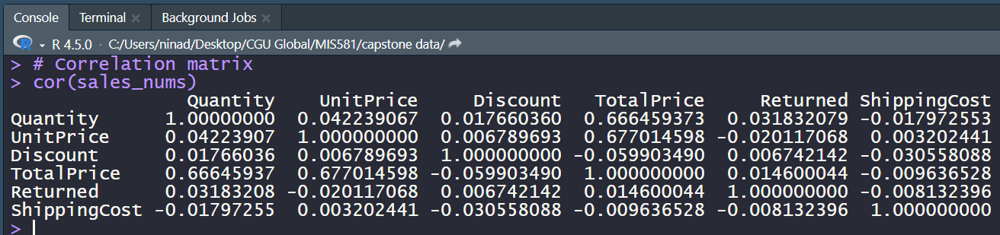 Console Terminal Background Jobs
R 4.5.0 · C:/Users/ninad/Desktop/CGU Global/MIS581/capstone data/
> # Correlation matrix
> cor(sales_nums)
Quantity UnitPrice Discount TotalPrice Returned ShippingCost
Quantity 1.00000000 0.042239067 0.017660360 0.666459373 0.031832079 -0.017972553
UnitPrice 0.04223907 1.000000000 0.006789693 0.677014598 -0.020117068 0.003202441
Discount 0.01766036 0.006789693 1.000000000 -0.059903490 0.006742142 -0.030558088
TotalPrice 0.66645937 0.677014598 -0.059903490 1.000000000 0.014600044 -0.009636528
Returned 0.03183208 -0.020117068 0.006742142 0.014600044 1.000000000 -0.008132396
ShippingCost -0.01797255 0.003202441 -0.030558088 -0.009636528 -0.008132396 1.000000000
>